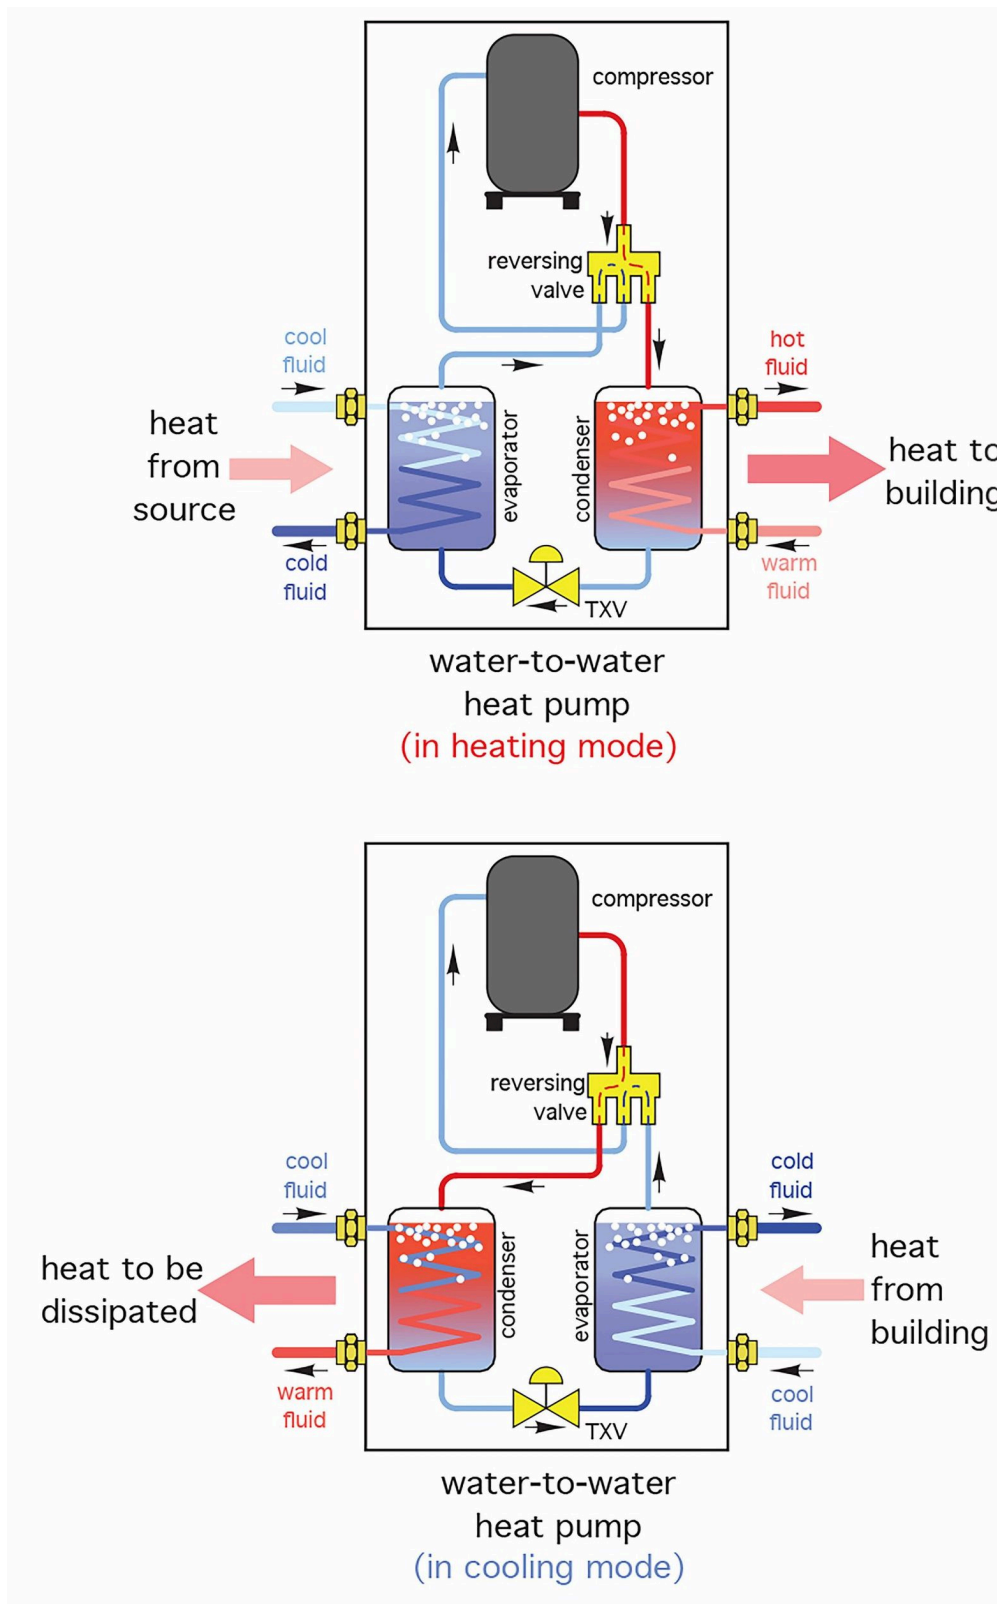 compressor
reversing
valve
cool
fluid
hot
fluid
heat
from
source
evaporator
condenser
heat to
building
cold
fluid
warm
fluid
TXV
water-to-water
heat pump
(in heating mode)
compressor
reversing
valve
cool
fluid
cold
fluid
heat to be
dissipated
condenser
evaporator
heat
from
building
warm
fluid
cool
fluid
TXV
water-to-water
heat pump
(in cooling mode)